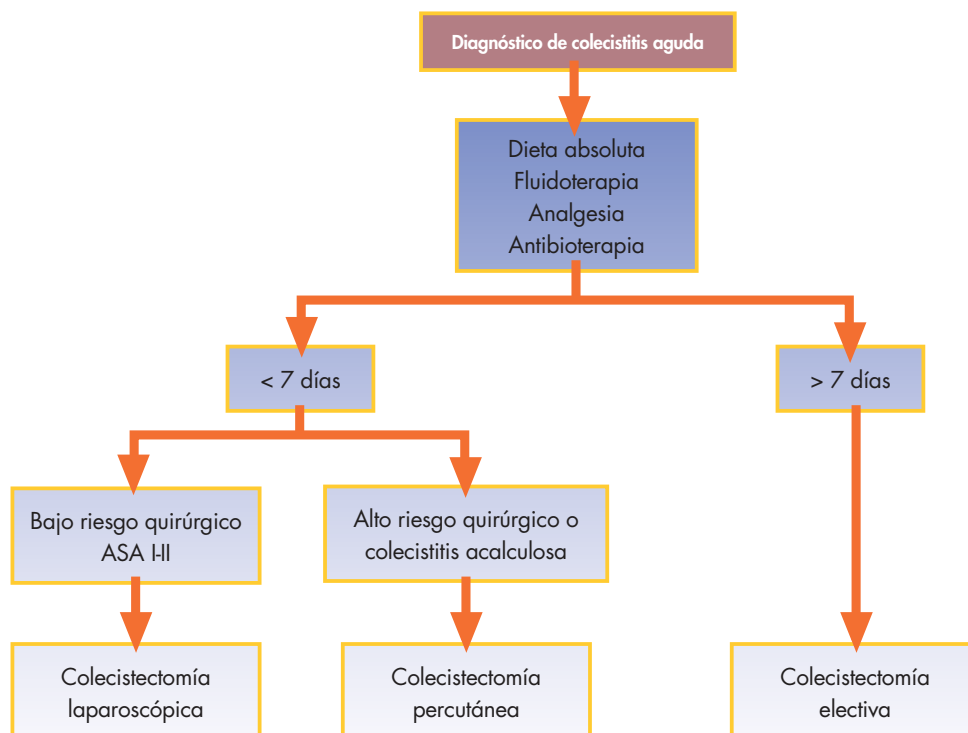 Diagnóstico de colecistitis aguda
Dieta absoluta
Fluidoterapia
Analgesia
Antibioterapia
< 7 días
> 7 días
Bajo riesgo quirúrgico
ASA I-II
Alto riesgo quirúrgico o
colecistitis acalculosa
Colecistectomía
laparoscópica
Colecistectomía
percutánea
Colecistectomía
electiva